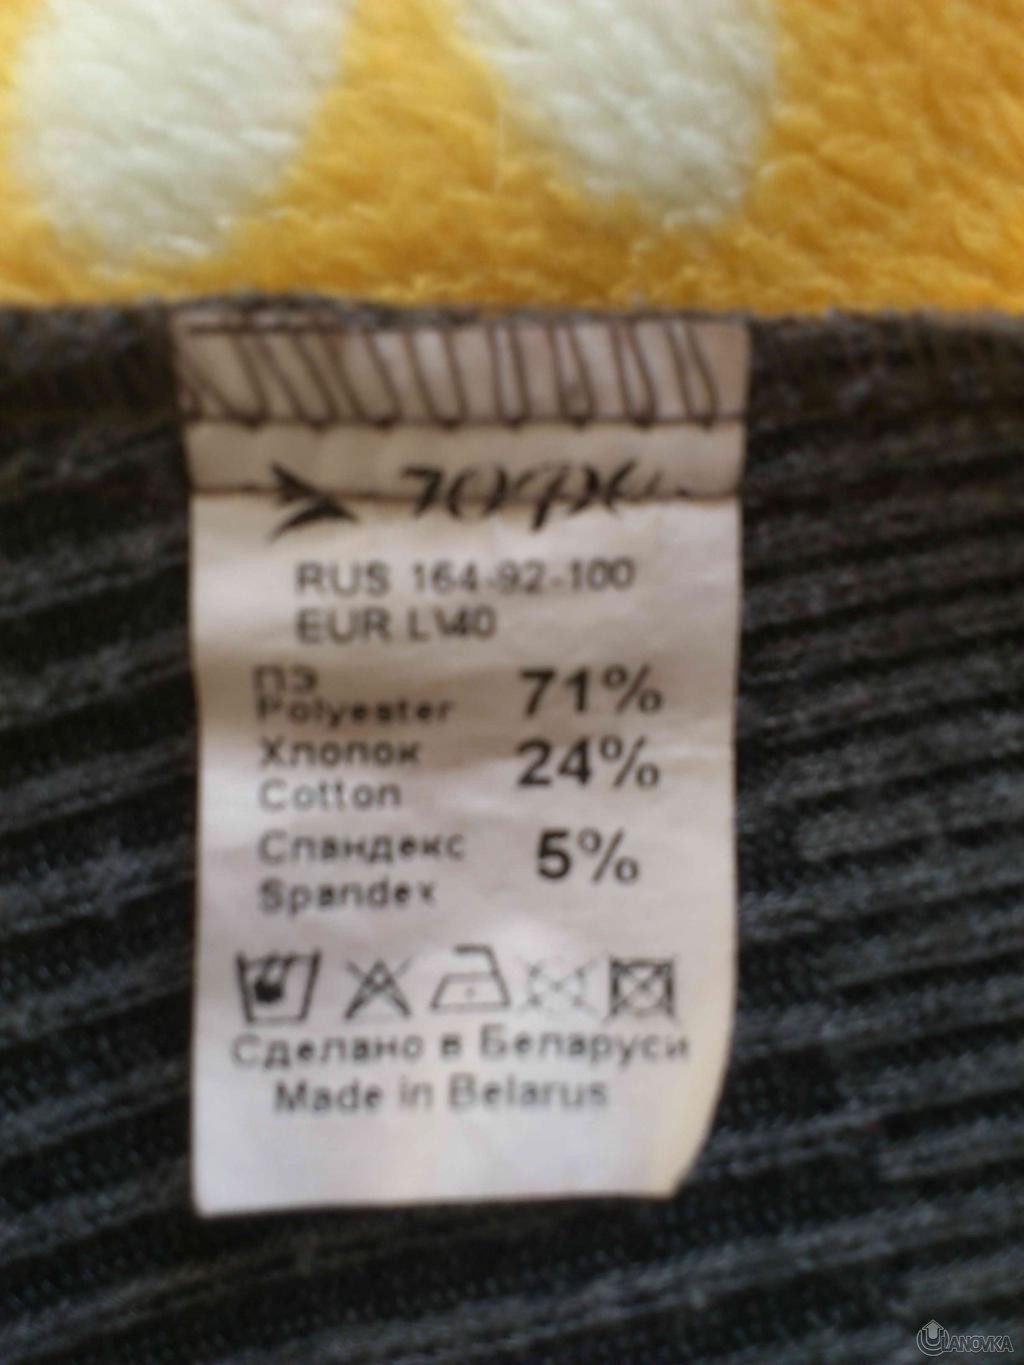 RUS 164-92-100
EUR L\40
ПЭ 71%
Polyester
Хлопок 24%
Cotton
Спандекс 5%
Spandex
Сделано в Беларуси
Made in Belarus
ULANOVKA